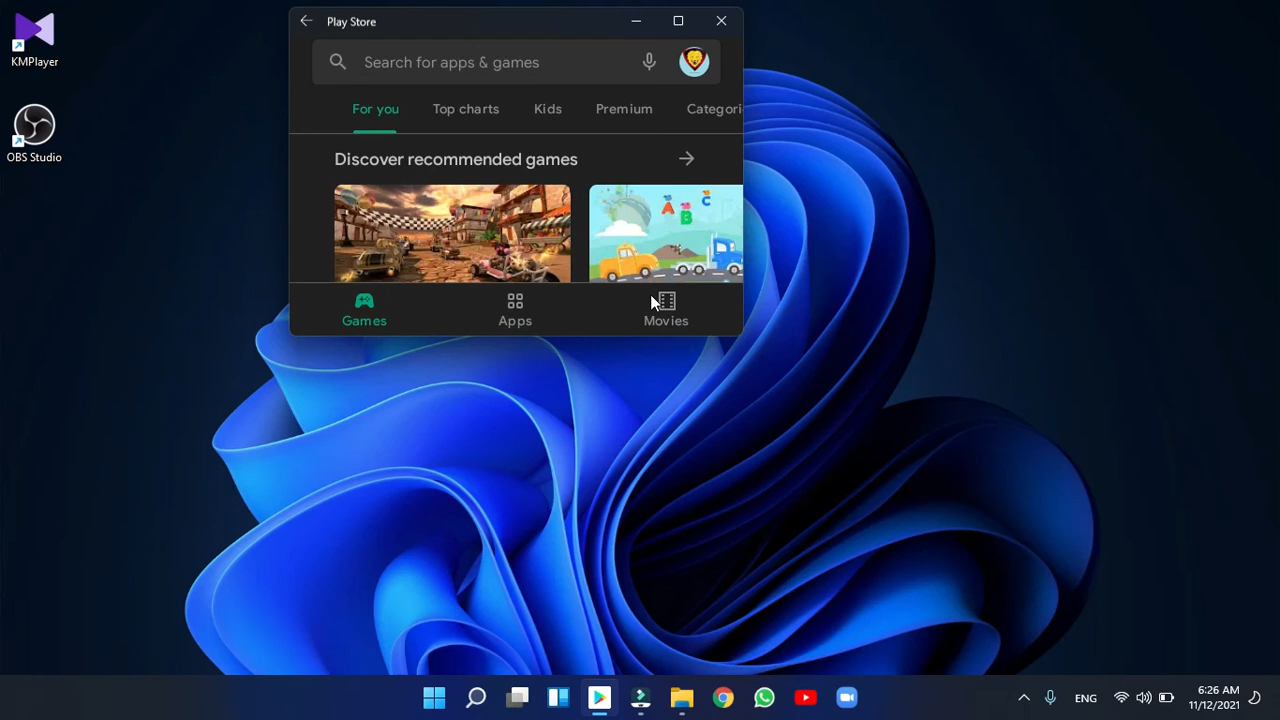 KMPlayer
OBS Studio
Play Store
Search for apps & games
For you
Top charts
Kids
Premium
Categori
Discover recommended games
A
B
C
Games
Apps
Movies
ENG
6:26 AM
11/12/2021